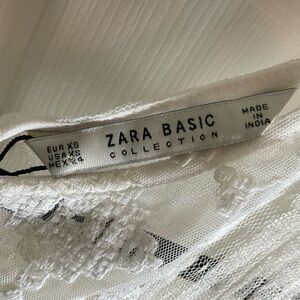 EUR XS
USA XS
MEX 24
ZARA BASIC
COLLECTION
MADE
IN
INDIA